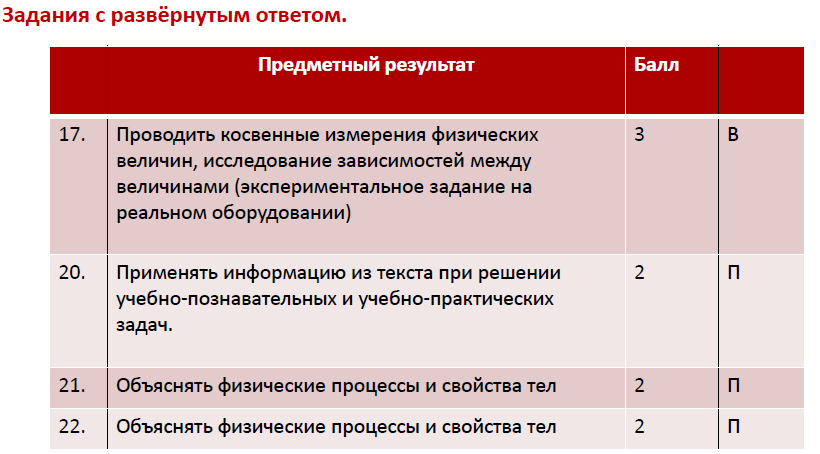 Задания с развёрнутым ответом.
Предметный результат Балл
17. Проводить косвенные измерения физических 3 В
величин, исследование зависимостей между
величинами (экспериментальное задание на
реальном оборудовании)
20. Применять информацию из текста при решении 2 П
учебно-познавательных и учебно-практических
задач.
21. Объяснять физические процессы и свойства тел 2 П
22. Объяснять физические процессы и свойства тел 2 П